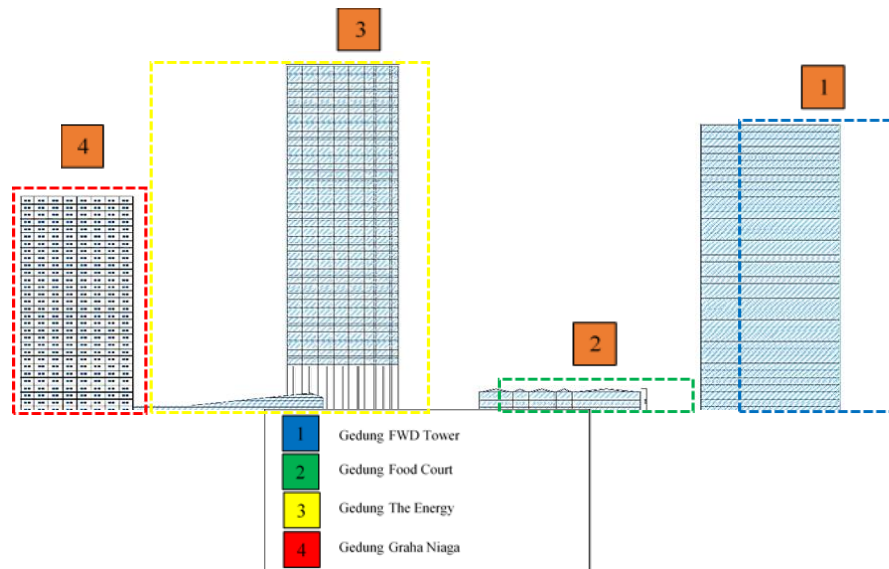 3
1
4
2
1 Gedung FWD Tower
2 Gedung Food Court
3 Gedung The Energy
4 Gedung Graha Niaga